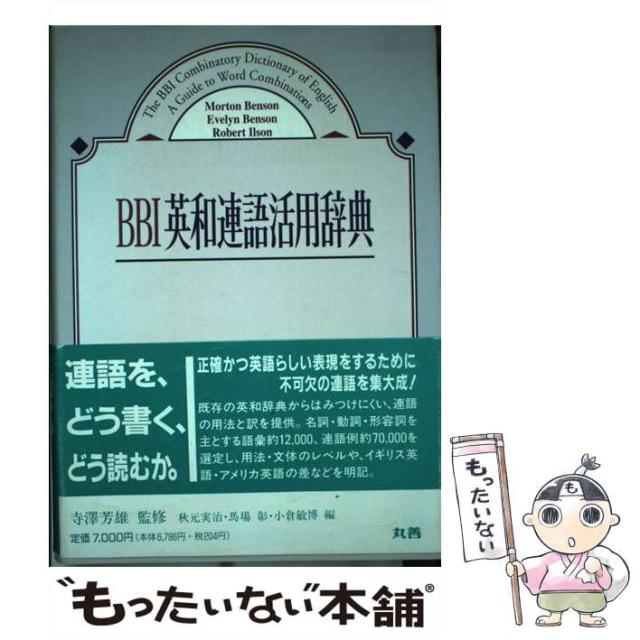 The BBI Combinatory Dictionary of English
A Guide to Word Combinations
Morton Benson
Evelyn Benson
Robert Ilson
BBI英和連語活用辞典
連語を、
どう書く、
どう読むか。
正確かつ英語らしい表現をするために
不可欠の連語を集大成!
既存の英和辞典からはみつけにくい、連語
の用法と訳を提供。名詞・動詞・形容詞を
主とする語彙約12,000、連語例約70,000を
選定し、用法・文体のレベルや、イギリス英
語・アメリカ英語の差などを明記。
寺澤芳雄 監修 秋元実治・馬場 彰・小倉敏博 編
定価7,000円(本体6,796円・税204円)
丸善
もったいない
"もったいない本舗®